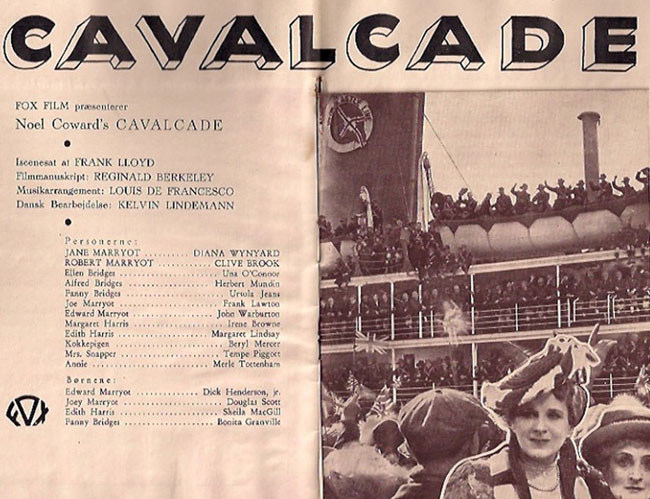 CAVALCADE
FOX FILM præsenterer
Noel Coward's CAVALCADE
Iscenesat af FRANK LLOYD
Filmmanuskript: REGINALD BERKELEY
Musikarrangement: LOUIS DE FRANCESCO
Dansk Bearbejdelse: KELVIN LINDEMANN
Personerne:
JANE MARRYOT .......... DIANA WYNYARD
ROBERT MARRYOT .......... CLIVE BROOK
Ellen Bridges .......... Una O'Connor
Alfred Bridges .......... Herbert Mundin
Fanny Bridges .......... Ursula Jeans
Joe Marryot .......... Frank Lawton
Edward Marryot .......... John Warburton
Margaret Harris .......... Irene Browne
Edith Harris .......... Margaret Lindsay
Kokkepigen .......... Beryl Mercer
Mrs. Snapper .......... Tempe Piggott
Annie .......... Merle Tottenham
Børnene:
Edward Marryot .......... Dick Henderson, jr.
Joey Marryot .......... Douglas Scott
Edith Harris .......... Sheila MacGill
Fanny Bridges .......... Bonita Granville